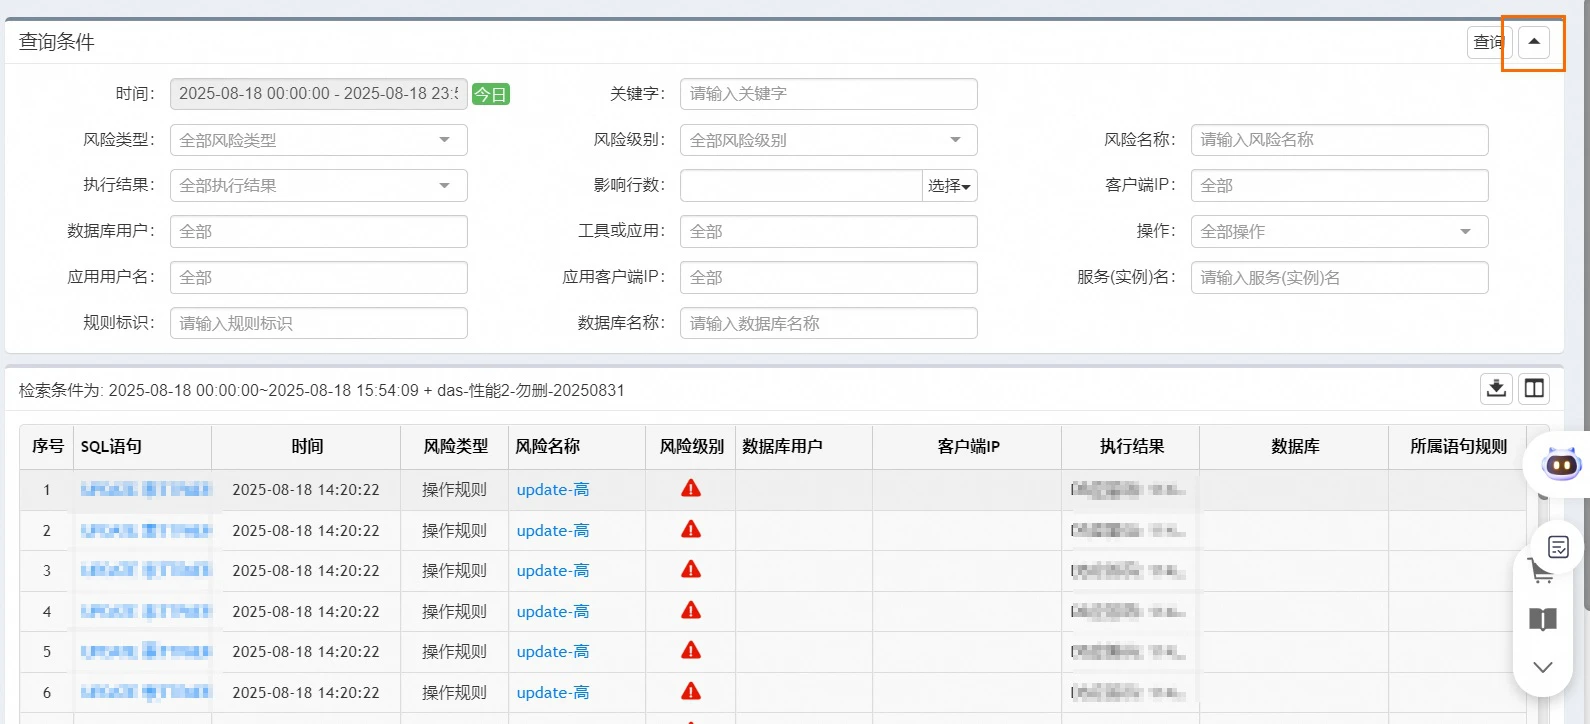 查询条件 查询
时间： 2025-08-18 00:00:00 - 2025-08-18 23:5 今日 关键字： 请输入关键字
风险类型： 全部风险类型 风险级别： 全部风险级别 风险名称： 请输入风险名称
执行结果： 全部执行结果 影响行数： 选择 客户端IP： 全部
数据库用户： 全部 工具或应用： 全部 操作： 全部操作
应用用户名： 全部 应用客户端IP： 全部 服务(实例)名： 请输入服务(实例)名
规则标识： 请输入规则标识 数据库名称： 请输入数据库名称
检索条件为: 2025-08-18 00:00:00~2025-08-18 15:54:09 + das-性能2-勿删-20250831
序号 SQL语句 时间 风险类型 风险名称 风险级别 数据库用户 客户端IP 执行结果 数据库 所属语句规则
1 2025-08-18 14:20:22 操作规则 update-高
2 2025-08-18 14:20:22 操作规则 update-高
3 2025-08-18 14:20:22 操作规则 update-高
4 2025-08-18 14:20:22 操作规则 update-高
5 2025-08-18 14:20:22 操作规则 update-高
6 2025-08-18 14:20:22 操作规则 update-高